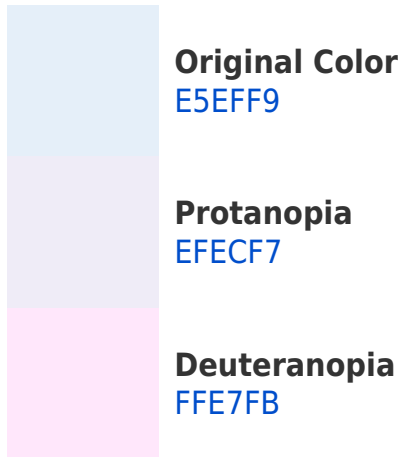 Original Color
E5EFF9
Protanopia
EFECF7
Deuteranopia
FFE7FB